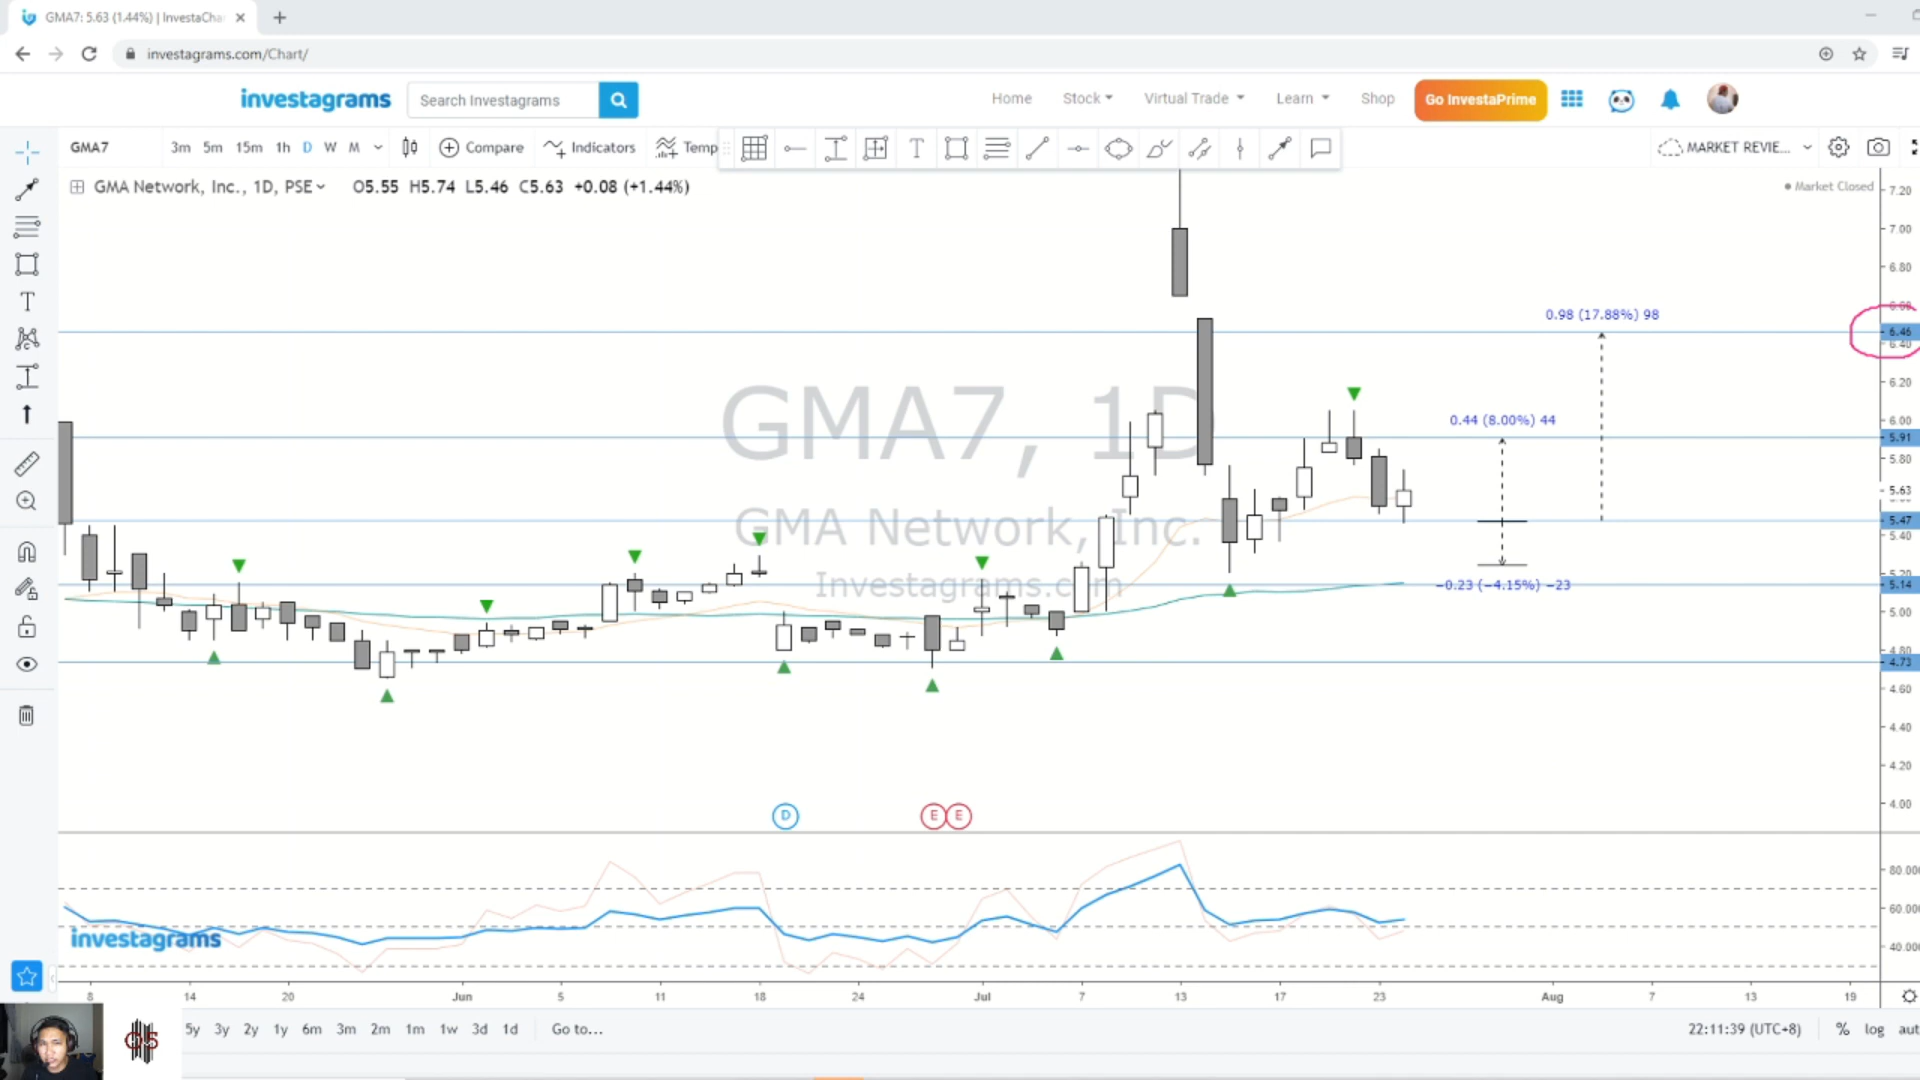 GMA7: 5.63 (1.44%) | InvestaCha
investagrams.com/Chart/
investagrams
Search Investagrams
Home
Stock
Virtual Trade
Learn
Shop
Go InvestaPrime
GMA7
3m 5m 15m 1h D W M
Compare
Indicators
Temp
T
MARKET REVIE...
GMA Network, Inc., 1D, PSE
O5.55 H5.74 L5.46 C5.63 +0.08 (+1.44%)
Market Closed
T
GMA7, 1D
GMA Network, Inc.
Investagrams.com
0.98 (17.88%) 98
0.44 (8.00%) 44
−0.23 (−4.15%) −23
7.20
7.00
6.80
6.46
6.40
6.20
6.00
5.91
5.80
5.63
5.47
5.40
5.14
5.00
4.80
4.73
4.60
4.40
4.20
4.00
D
E E
80.000
60.000
40.000
investagrams
8 14 20 Jun 5 11 18 24 Jul 7 13 17 23 Aug 7 13 19
5y 3y 2y 1y 6m 3m 2m 1m 1w 3d 1d
Go to...
22:11:39 (UTC+8)
% log aut